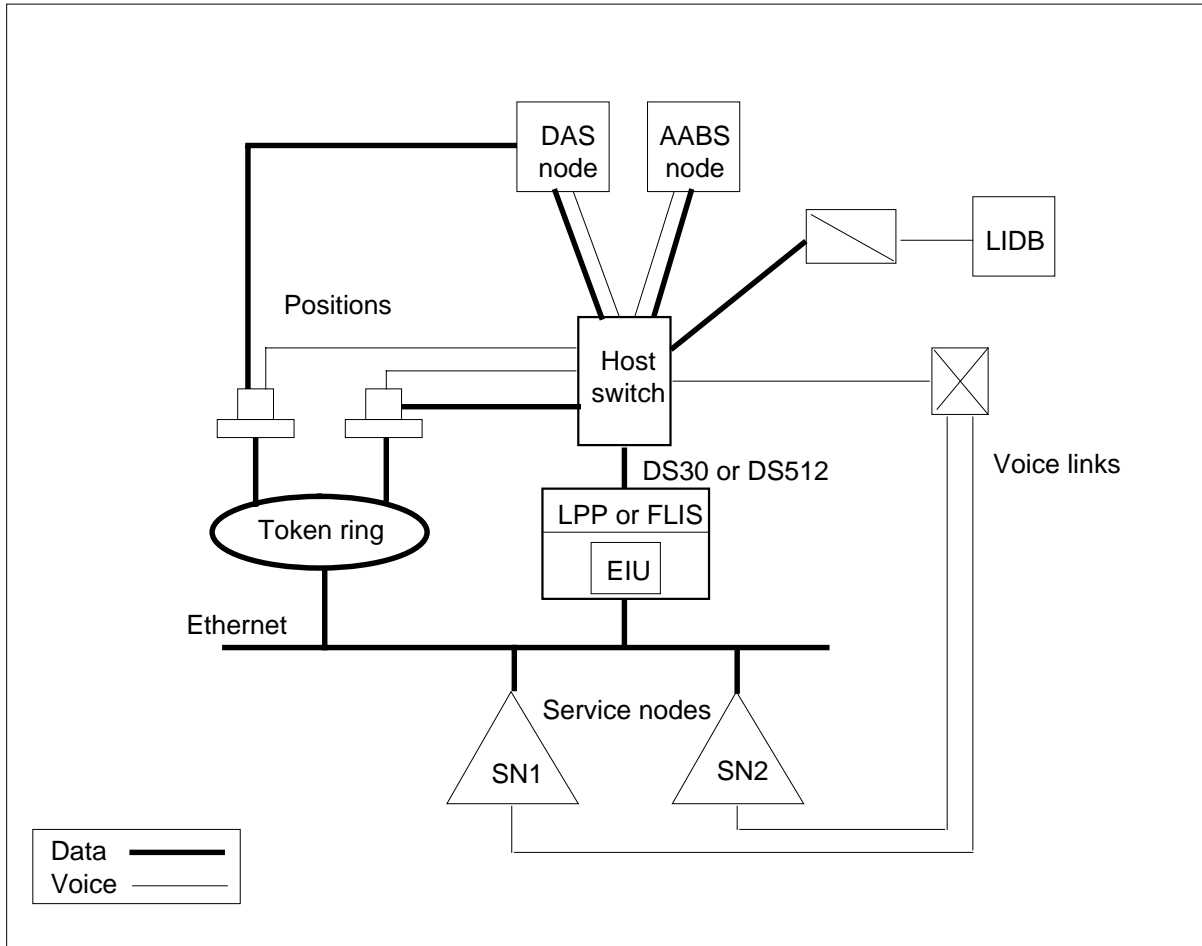 DAS
node
AABS
node
LIDB
Positions
Host
switch
Voice links
DS30 or DS512
LPP or FLIS
EIU
Token ring
Ethernet
Service nodes
SN1
SN2
Data
Voice